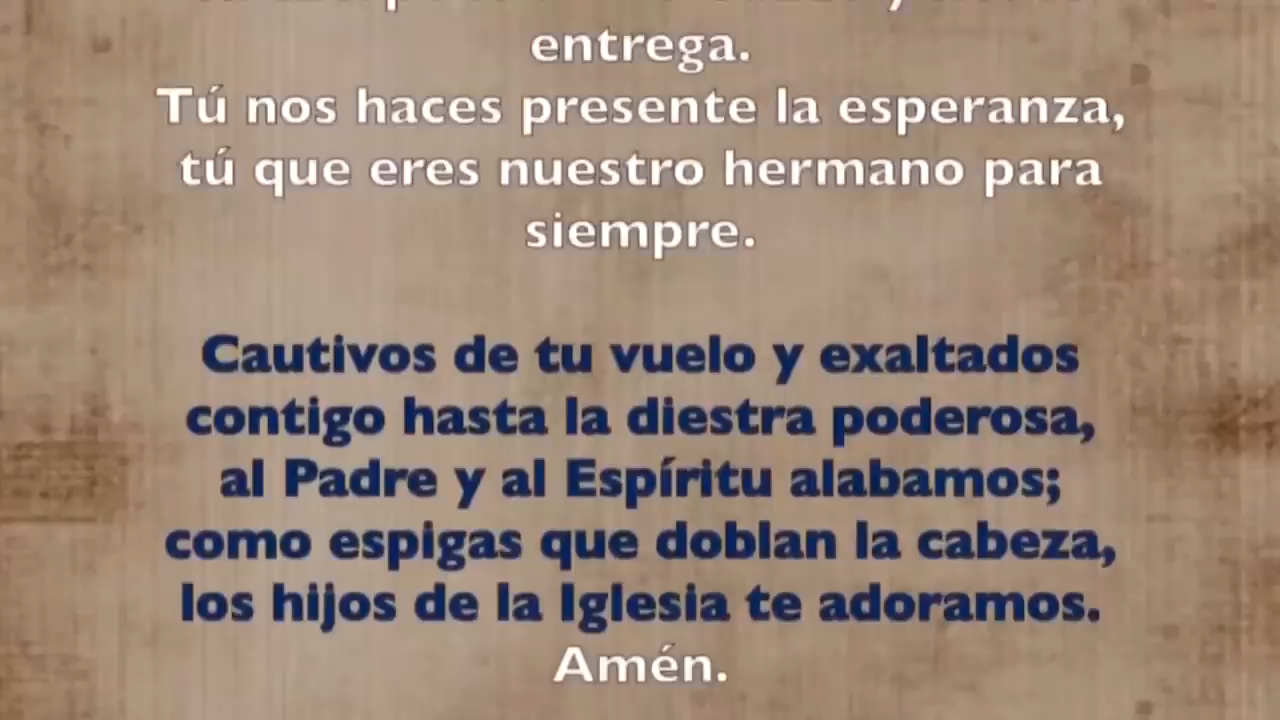 entrega.
Tú nos haces presente la esperanza,
tú que eres nuestro hermano para
siempre.
Cautivos de tu vuelo y exaltados
contigo hasta la diestra poderosa,
al Padre y al Espíritu alabamos;
como espigas que doblan la cabeza,
los hijos de la Iglesia te adoramos.
Amén.